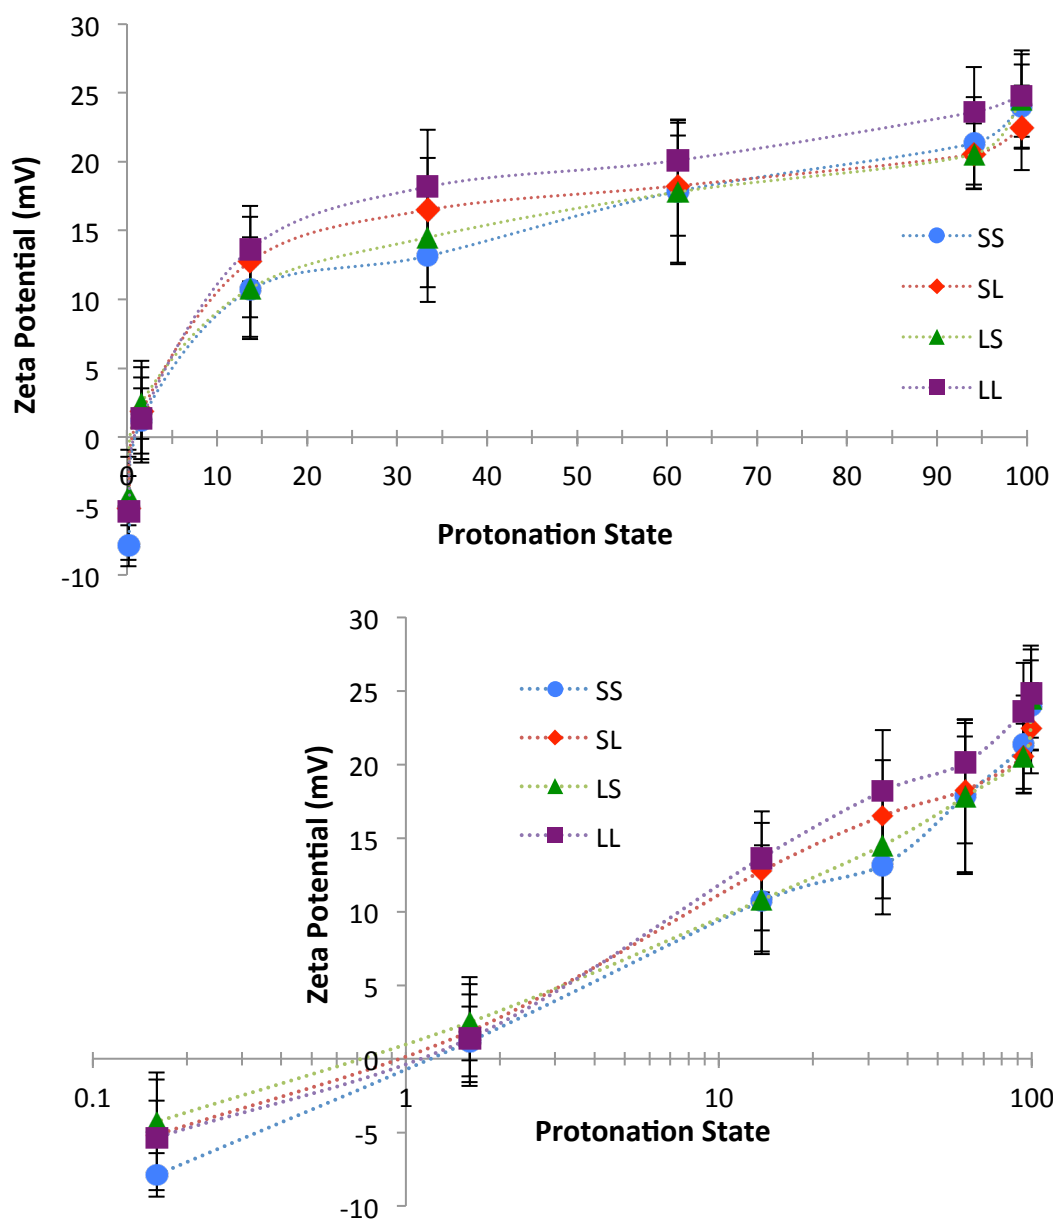 30
25
20
15
10
5
0
-5
-10
Zeta Potential (mV)
0 10 20 30 40 50 60 70 80 90 100
Protonation State
SS
SL
LS
LL
30
25
20
15
10
5
0
-5
-10
Zeta Potential (mV)
0.1 1 10 100
Protonation State
SS
SL
LS
LL